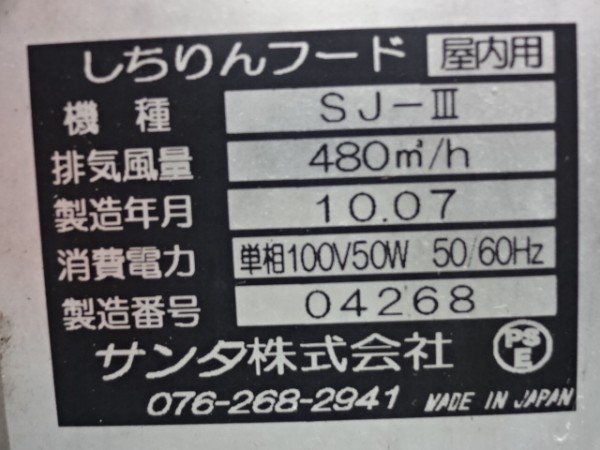 しちりんフード 屋内用
機種 SJ-Ⅲ
排気風量 480㎥/h
製造年月 10.07
消費電力 単相100V50W 50/60Hz
製造番号 04268
サンタ株式会社 PSE
076-268-2941 MADE IN JAPAN